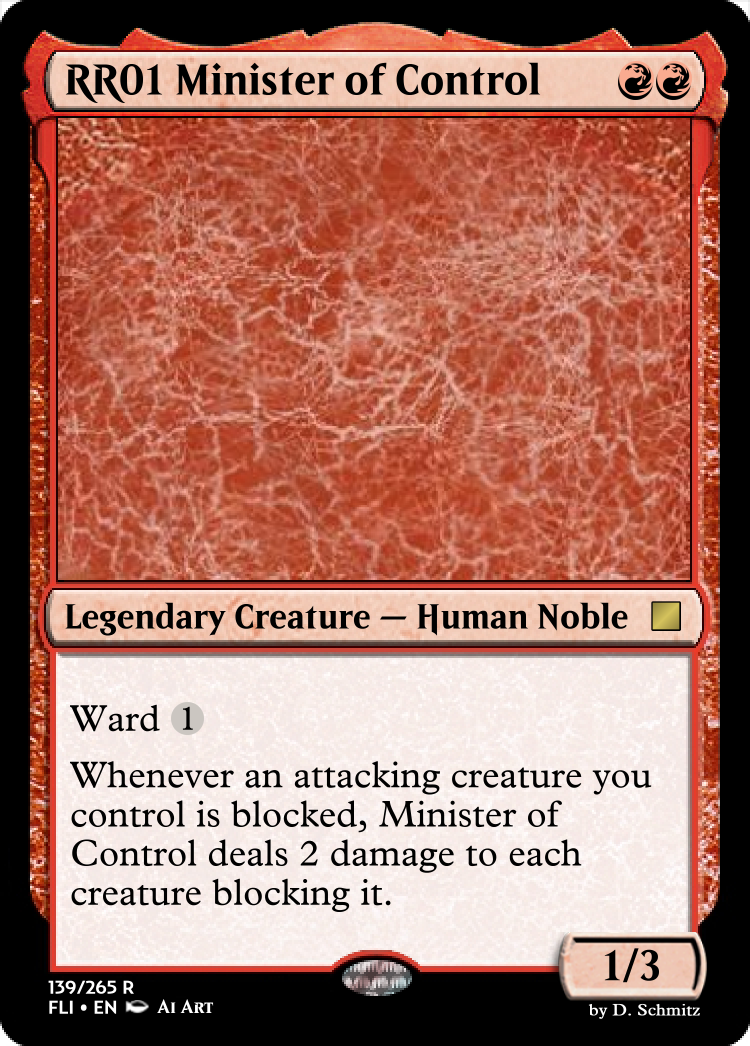 RR01 Minister of Control
Legendary Creature — Human Noble
Ward 1
Whenever an attacking creature you
control is blocked, Minister of
Control deals 2 damage to each
creature blocking it.
1/3
139/265 R
FLI • EN AI ART
by D. Schmitz